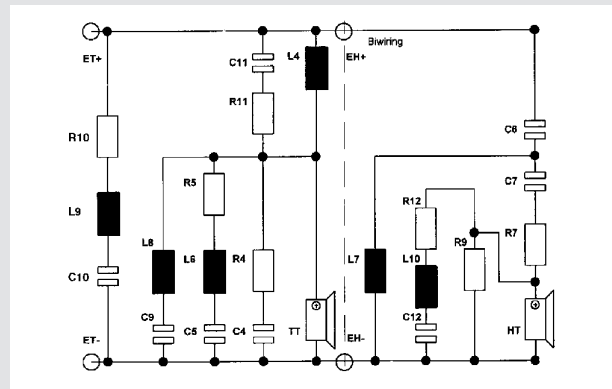 Biwiring
ET+
C11
L4
EH+
R11
C6
R10
R5
C7
R12
L9
L8
L6
R4
L7
L10
R9
R7
C10
C9
C5
C4
TT
C12
HT
ET-
EH-